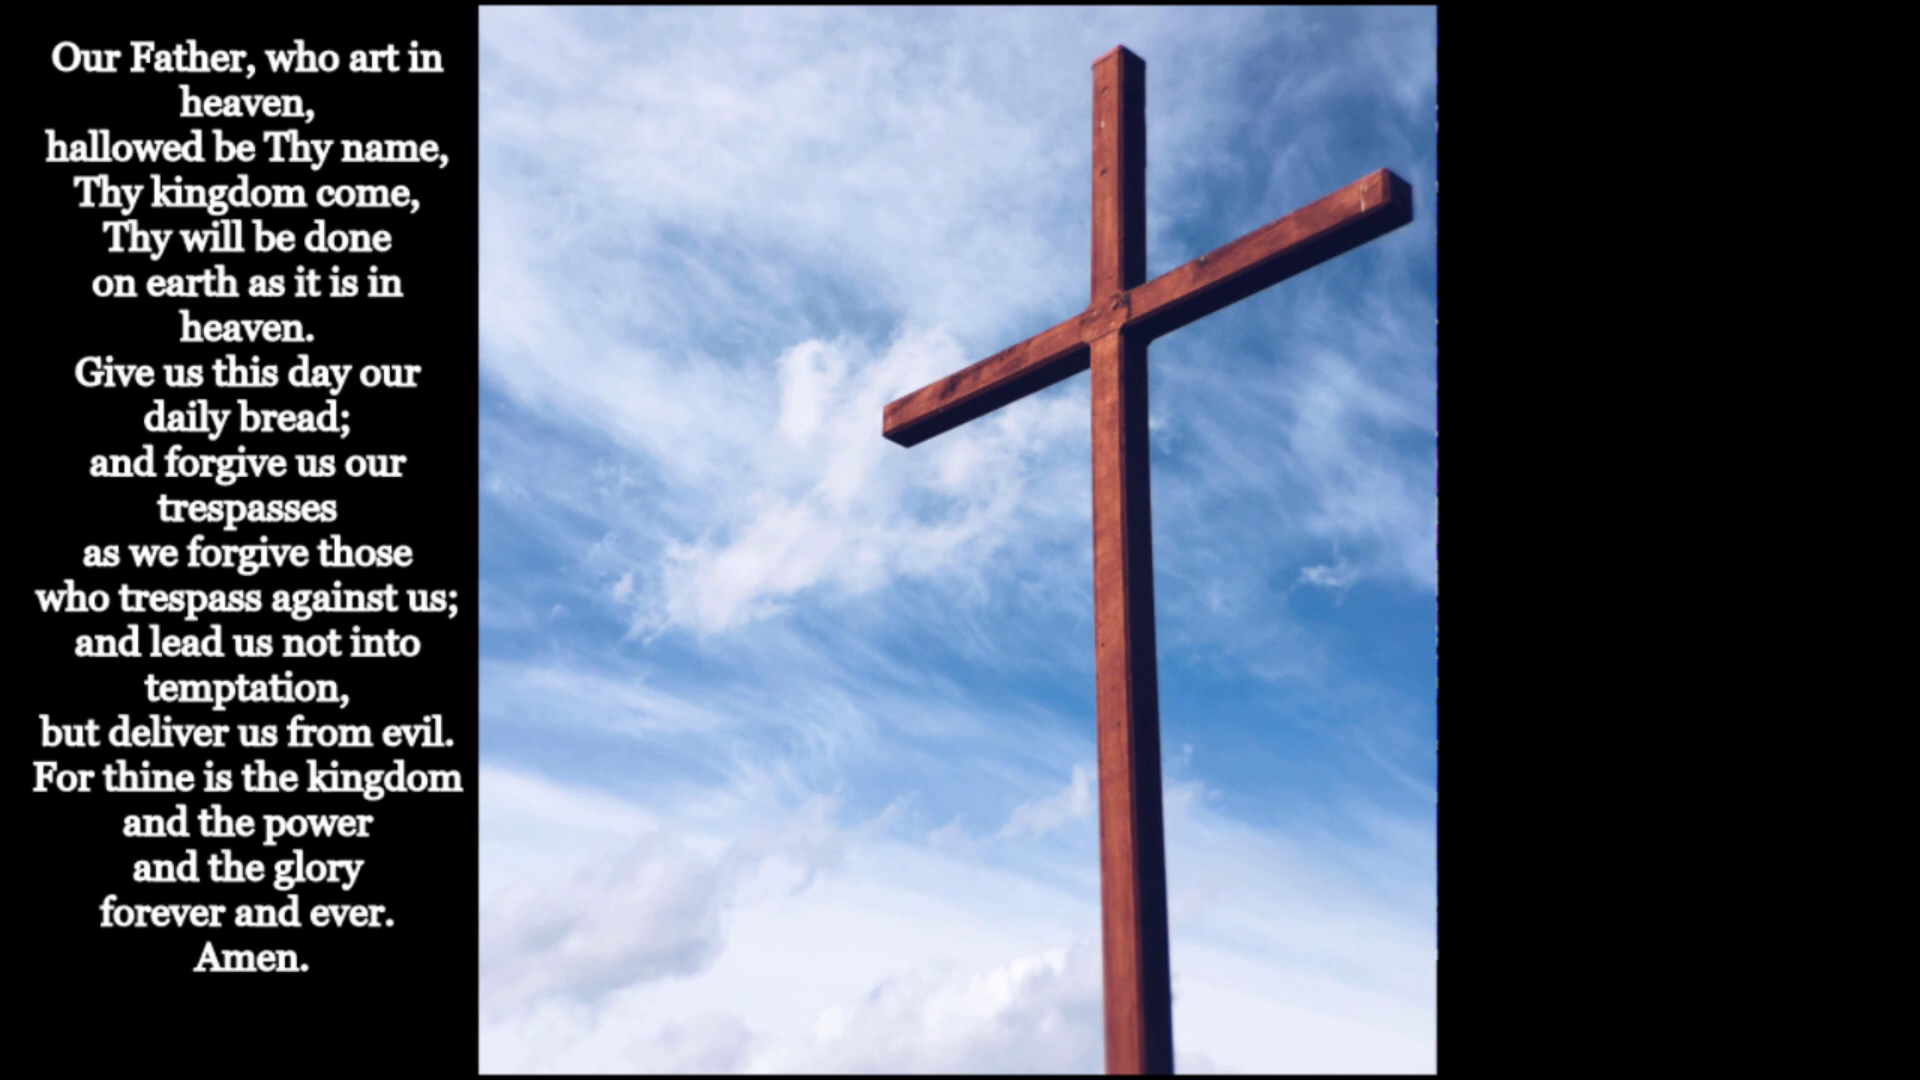 Our Father, who art in
heaven,
hallowed be Thy name,
Thy kingdom come,
Thy will be done
on earth as it is in
heaven.
Give us this day our
daily bread;
and forgive us our
trespasses
as we forgive those
who trespass against us;
and lead us not into
temptation,
but deliver us from evil.
For thine is the kingdom
and the power
and the glory
forever and ever.
Amen.